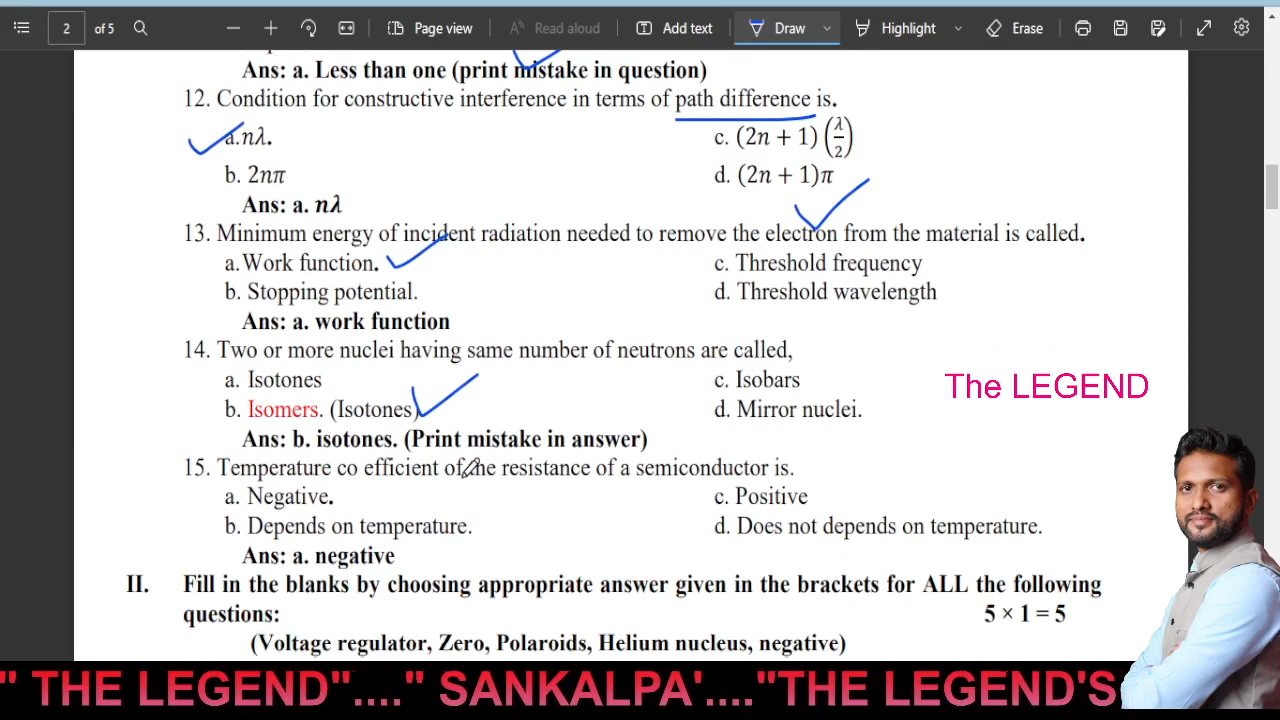 2 of 5 Page view Read aloud Add text Draw Highlight Erase
Ans: a. Less than one (print mistake in question)
12. Condition for constructive interference in terms of path difference is.
a.nλ. c. (2n + 1) (λ/2)
b. 2nπ d. (2n + 1)π
Ans: a. nλ
13. Minimum energy of incident radiation needed to remove the electron from the material is called.
a.Work function. c. Threshold frequency
b. Stopping potential. d. Threshold wavelength
Ans: a. work function
14. Two or more nuclei having same number of neutrons are called,
a. Isotones c. Isobars
b. Isomers. (Isotones) d. Mirror nuclei.
Ans: b. isotones. (Print mistake in answer)
15. Temperature co efficient of the resistance of a semiconductor is.
a. Negative. c. Positive
b. Depends on temperature. d. Does not depends on temperature.
Ans: a. negative
II. Fill in the blanks by choosing appropriate answer given in the brackets for ALL the following
questions: 5 × 1 = 5
(Voltage regulator, Zero, Polaroids, Helium nucleus, negative)
The LEGEND
" THE LEGEND"...." SANKALPA'...."THE LEGEND'S